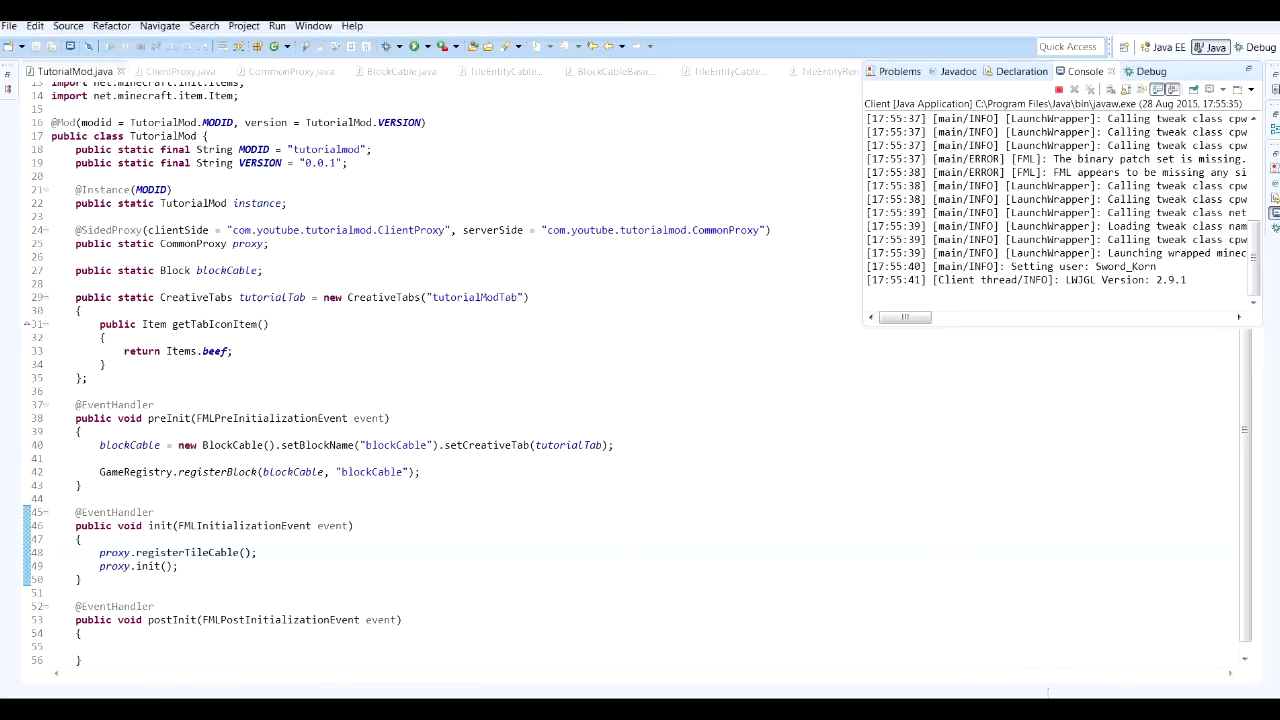 File Edit Source Refactor Navigate Search Project Run Window Help
Quick Access Java EE Java Debug
TutorialMod.java ClientProxy.java CommonProxy.java BlockCable.java TileEntityCable... BlockCableBasic... TileEntityCable... TileEntityRen
13 import net.minecraft.init.Items;
14 import net.minecraft.item.Item;
15
16 @Mod(modid = TutorialMod.MODID, version = TutorialMod.VERSION)
17 public class TutorialMod {
18 public static final String MODID = "tutorialmod";
19 public static final String VERSION = "0.0.1";
20
21 @Instance(MODID)
22 public static TutorialMod instance;
23
24 @SidedProxy(clientSide = "com.youtube.tutorialmod.ClientProxy", serverSide = "com.youtube.tutorialmod.CommonProxy")
25 public static CommonProxy proxy;
26
27 public static Block blockCable;
28
29 public static CreativeTabs tutorialTab = new CreativeTabs("tutorialModTab")
30 {
31 public Item getTabIconItem()
32 {
33 return Items.beef;
34 }
35 };
36
37 @EventHandler
38 public void preInit(FMLPreInitializationEvent event)
39 {
40 blockCable = new BlockCable().setBlockName("blockCable").setCreativeTab(tutorialTab);
41
42 GameRegistry.registerBlock(blockCable, "blockCable");
43 }
44
45 @EventHandler
46 public void init(FMLInitializationEvent event)
47 {
48 proxy.registerTileCable();
49 proxy.init();
50 }
51
52 @EventHandler
53 public void postInit(FMLPostInitializationEvent event)
54 {
55
56 }
Problems Javadoc Declaration Console Debug
Client [Java Application] C:\Program Files\Java\bin\javaw.exe (28 Aug 2015, 17:55:35)
[17:55:37] [main/INFO] [LaunchWrapper]: Calling tweak class cpw
[17:55:37] [main/INFO] [LaunchWrapper]: Calling tweak class cpw
[17:55:37] [main/INFO] [LaunchWrapper]: Calling tweak class cpw
[17:55:37] [main/ERROR] [FML]: The binary patch set is missing.
[17:55:38] [main/ERROR] [FML]: FML appears to be missing any si
[17:55:38] [main/INFO] [LaunchWrapper]: Calling tweak class cpw
[17:55:38] [main/INFO] [LaunchWrapper]: Calling tweak class cpw
[17:55:39] [main/INFO] [LaunchWrapper]: Calling tweak class net
[17:55:39] [main/INFO] [LaunchWrapper]: Loading tweak class nam
[17:55:39] [main/INFO] [LaunchWrapper]: Calling tweak class cpw
[17:55:39] [main/INFO] [LaunchWrapper]: Launching wrapped minec
[17:55:40] [main/INFO]: Setting user: Sword_Korn
[17:55:41] [Client thread/INFO]: LWJGL Version: 2.9.1